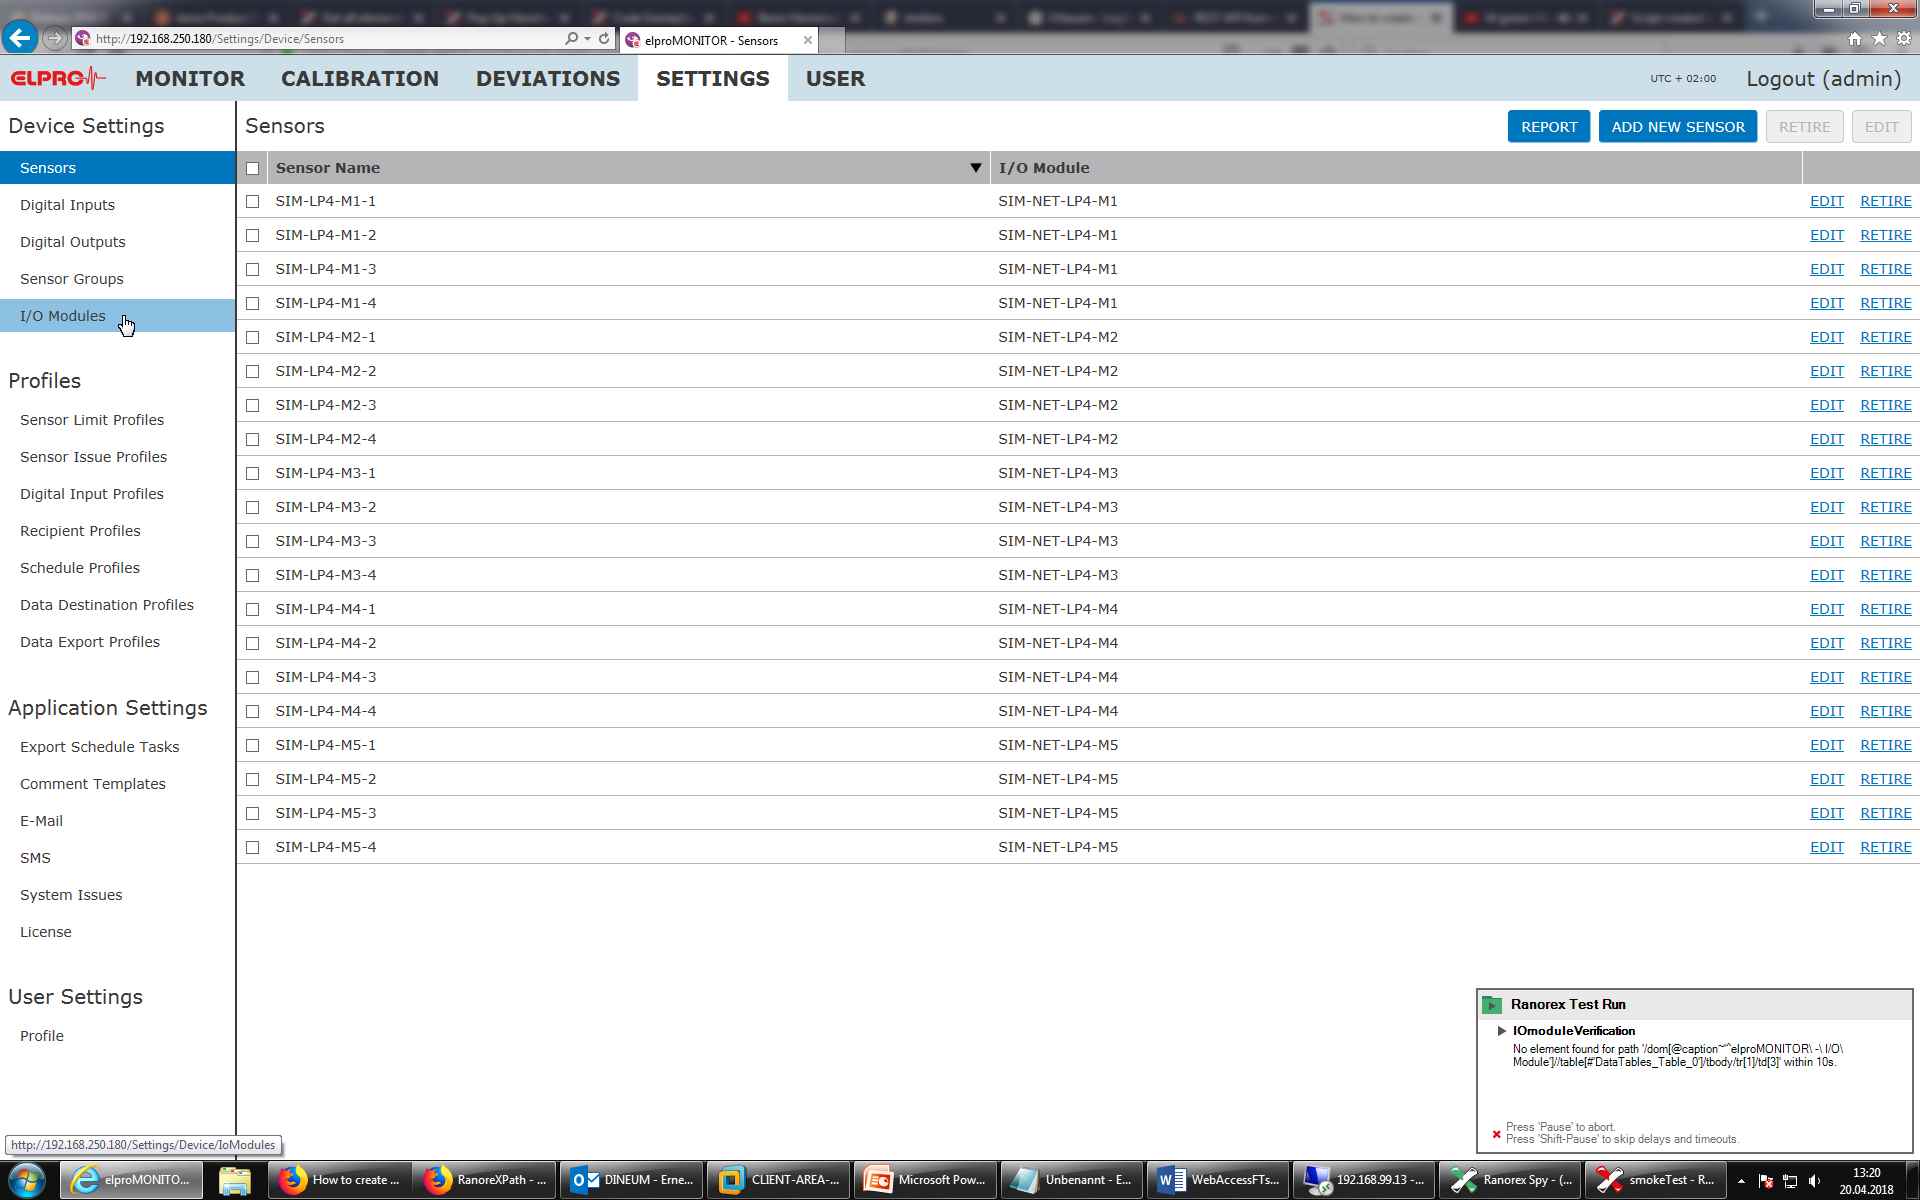 http://192.168.250.180/Settings/Device/Sensors
elproMONITOR - Sensors
ELPRO MONITOR CALIBRATION DEVIATIONS SETTINGS USER UTC + 02:00 Logout (admin)
Device Settings
Sensors
Digital Inputs
Digital Outputs
Sensor Groups
I/O Modules
Profiles
Sensor Limit Profiles
Sensor Issue Profiles
Digital Input Profiles
Recipient Profiles
Schedule Profiles
Data Destination Profiles
Data Export Profiles
Application Settings
Export Schedule Tasks
Comment Templates
E-Mail
SMS
System Issues
License
User Settings
Profile
http://192.168.250.180/Settings/Device/IoModules
Sensors REPORT ADD NEW SENSOR RETIRE EDIT
Sensor Name I/O Module
SIM-LP4-M1-1 SIM-NET-LP4-M1 EDIT RETIRE
SIM-LP4-M1-2 SIM-NET-LP4-M1 EDIT RETIRE
SIM-LP4-M1-3 SIM-NET-LP4-M1 EDIT RETIRE
SIM-LP4-M1-4 SIM-NET-LP4-M1 EDIT RETIRE
SIM-LP4-M2-1 SIM-NET-LP4-M2 EDIT RETIRE
SIM-LP4-M2-2 SIM-NET-LP4-M2 EDIT RETIRE
SIM-LP4-M2-3 SIM-NET-LP4-M2 EDIT RETIRE
SIM-LP4-M2-4 SIM-NET-LP4-M2 EDIT RETIRE
SIM-LP4-M3-1 SIM-NET-LP4-M3 EDIT RETIRE
SIM-LP4-M3-2 SIM-NET-LP4-M3 EDIT RETIRE
SIM-LP4-M3-3 SIM-NET-LP4-M3 EDIT RETIRE
SIM-LP4-M3-4 SIM-NET-LP4-M3 EDIT RETIRE
SIM-LP4-M4-1 SIM-NET-LP4-M4 EDIT RETIRE
SIM-LP4-M4-2 SIM-NET-LP4-M4 EDIT RETIRE
SIM-LP4-M4-3 SIM-NET-LP4-M4 EDIT RETIRE
SIM-LP4-M4-4 SIM-NET-LP4-M4 EDIT RETIRE
SIM-LP4-M5-1 SIM-NET-LP4-M5 EDIT RETIRE
SIM-LP4-M5-2 SIM-NET-LP4-M5 EDIT RETIRE
SIM-LP4-M5-3 SIM-NET-LP4-M5 EDIT RETIRE
SIM-LP4-M5-4 SIM-NET-LP4-M5 EDIT RETIRE
Ranorex Test Run
IOmoduleVerification
No element found for path '/dom[@caption~'^elproMONITOR\ -\ I/O\
Module']//table[#'DataTables_Table_0']/tbody/tr[1]/td[3]' within 10s.
Press 'Pause' to abort.
Press 'Shift-Pause' to skip delays and timeouts.
elproMONITO... How to create ... RanoreXPath - ... DINEUM - Erne... CLIENT-AREA-... Microsoft Pow... Unbenannt - E... WebAccessFTs... 192.168.99.13 -... Ranorex Spy - (... smokeTest - R... 13:20
20.04.2018